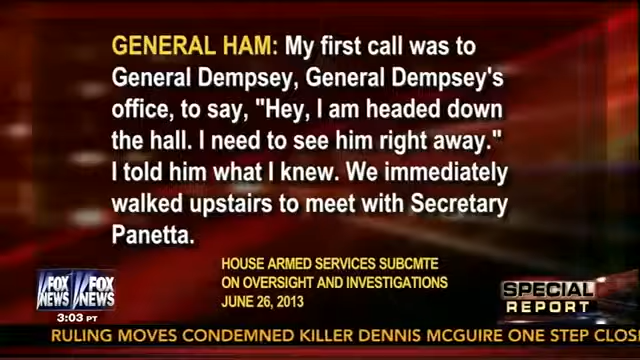 GENERAL HAM: My first call was to
General Dempsey, General Dempsey's
office, to say, "Hey, I am headed down
the hall. I need to see him right away."
I told him what I knew. We immediately
walked upstairs to meet with Secretary
Panetta.
HOUSE ARMED SERVICES SUBCMTE
ON OVERSIGHT AND INVESTIGATIONS
JUNE 26, 2013
FOX NEWS FOX NEWS
3:03 PT
SPECIAL
REPORT
RULING MOVES CONDEMNED KILLER DENNIS MCGUIRE ONE STEP CLOS